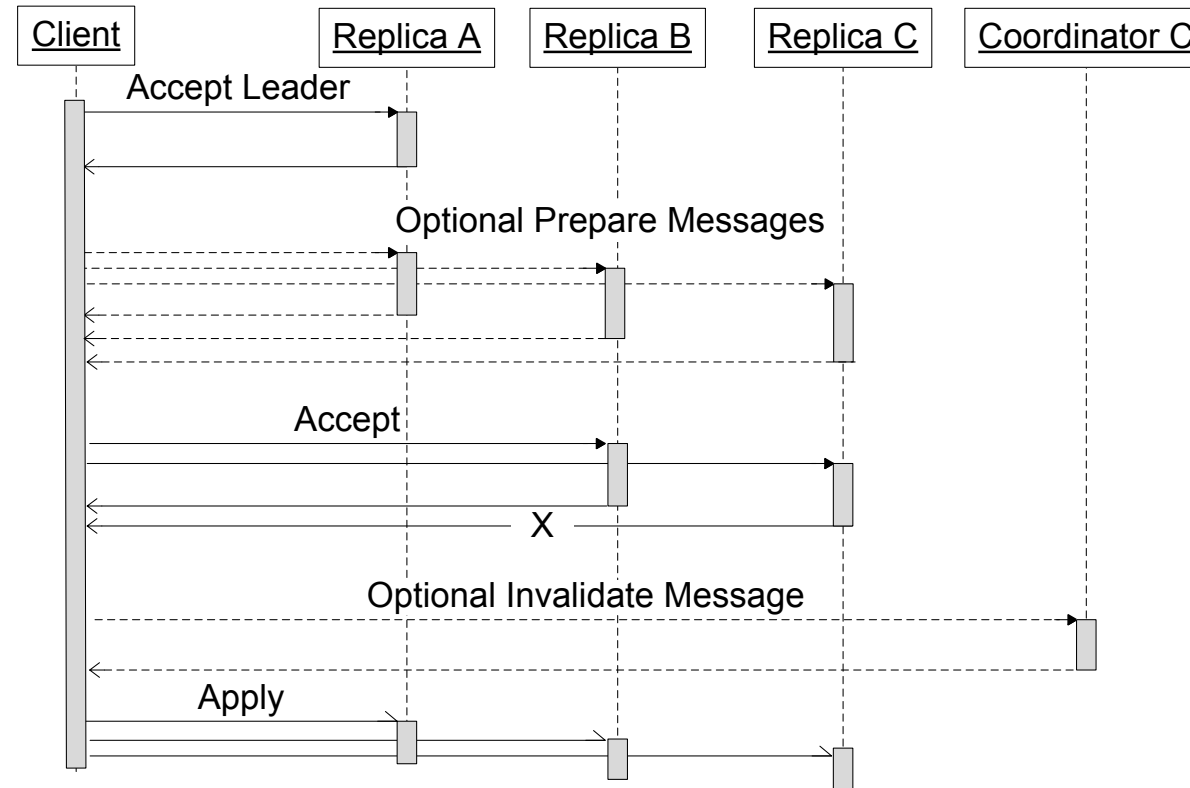 Client
Replica A
Replica B
Replica C
Coordinator C
Accept Leader
Optional Prepare Messages
Accept
X
Optional Invalidate Message
Apply